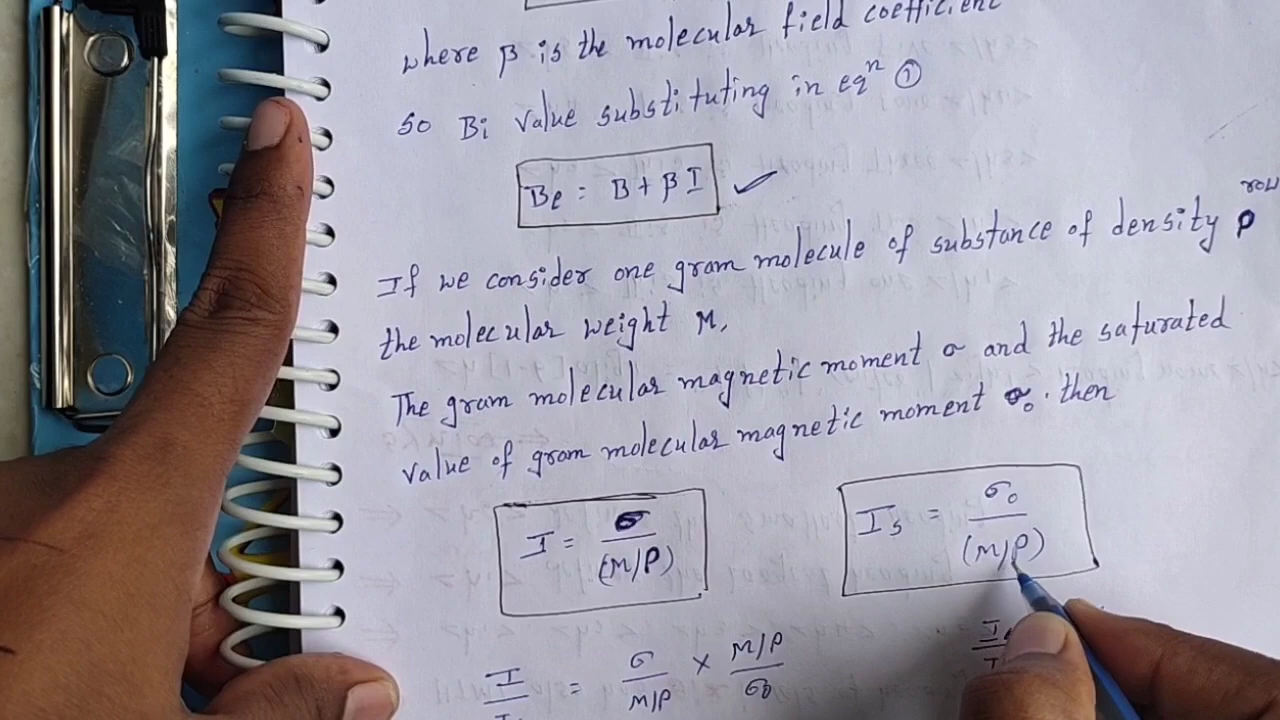 where β is the molecular field coefficient
so Bi value substituting in eqⁿ ①
Be = B + β I
If we consider one gram molecule of substance of density ρ row
the molecular weight M,
The gram molecular magnetic moment σ and the saturated
value of gram molecular magnetic moment σ₀. then
I = σ/(M/ρ) Is = σ₀/(M/ρ)
I/ = σ/M/ρ × M/ρ/σ₀